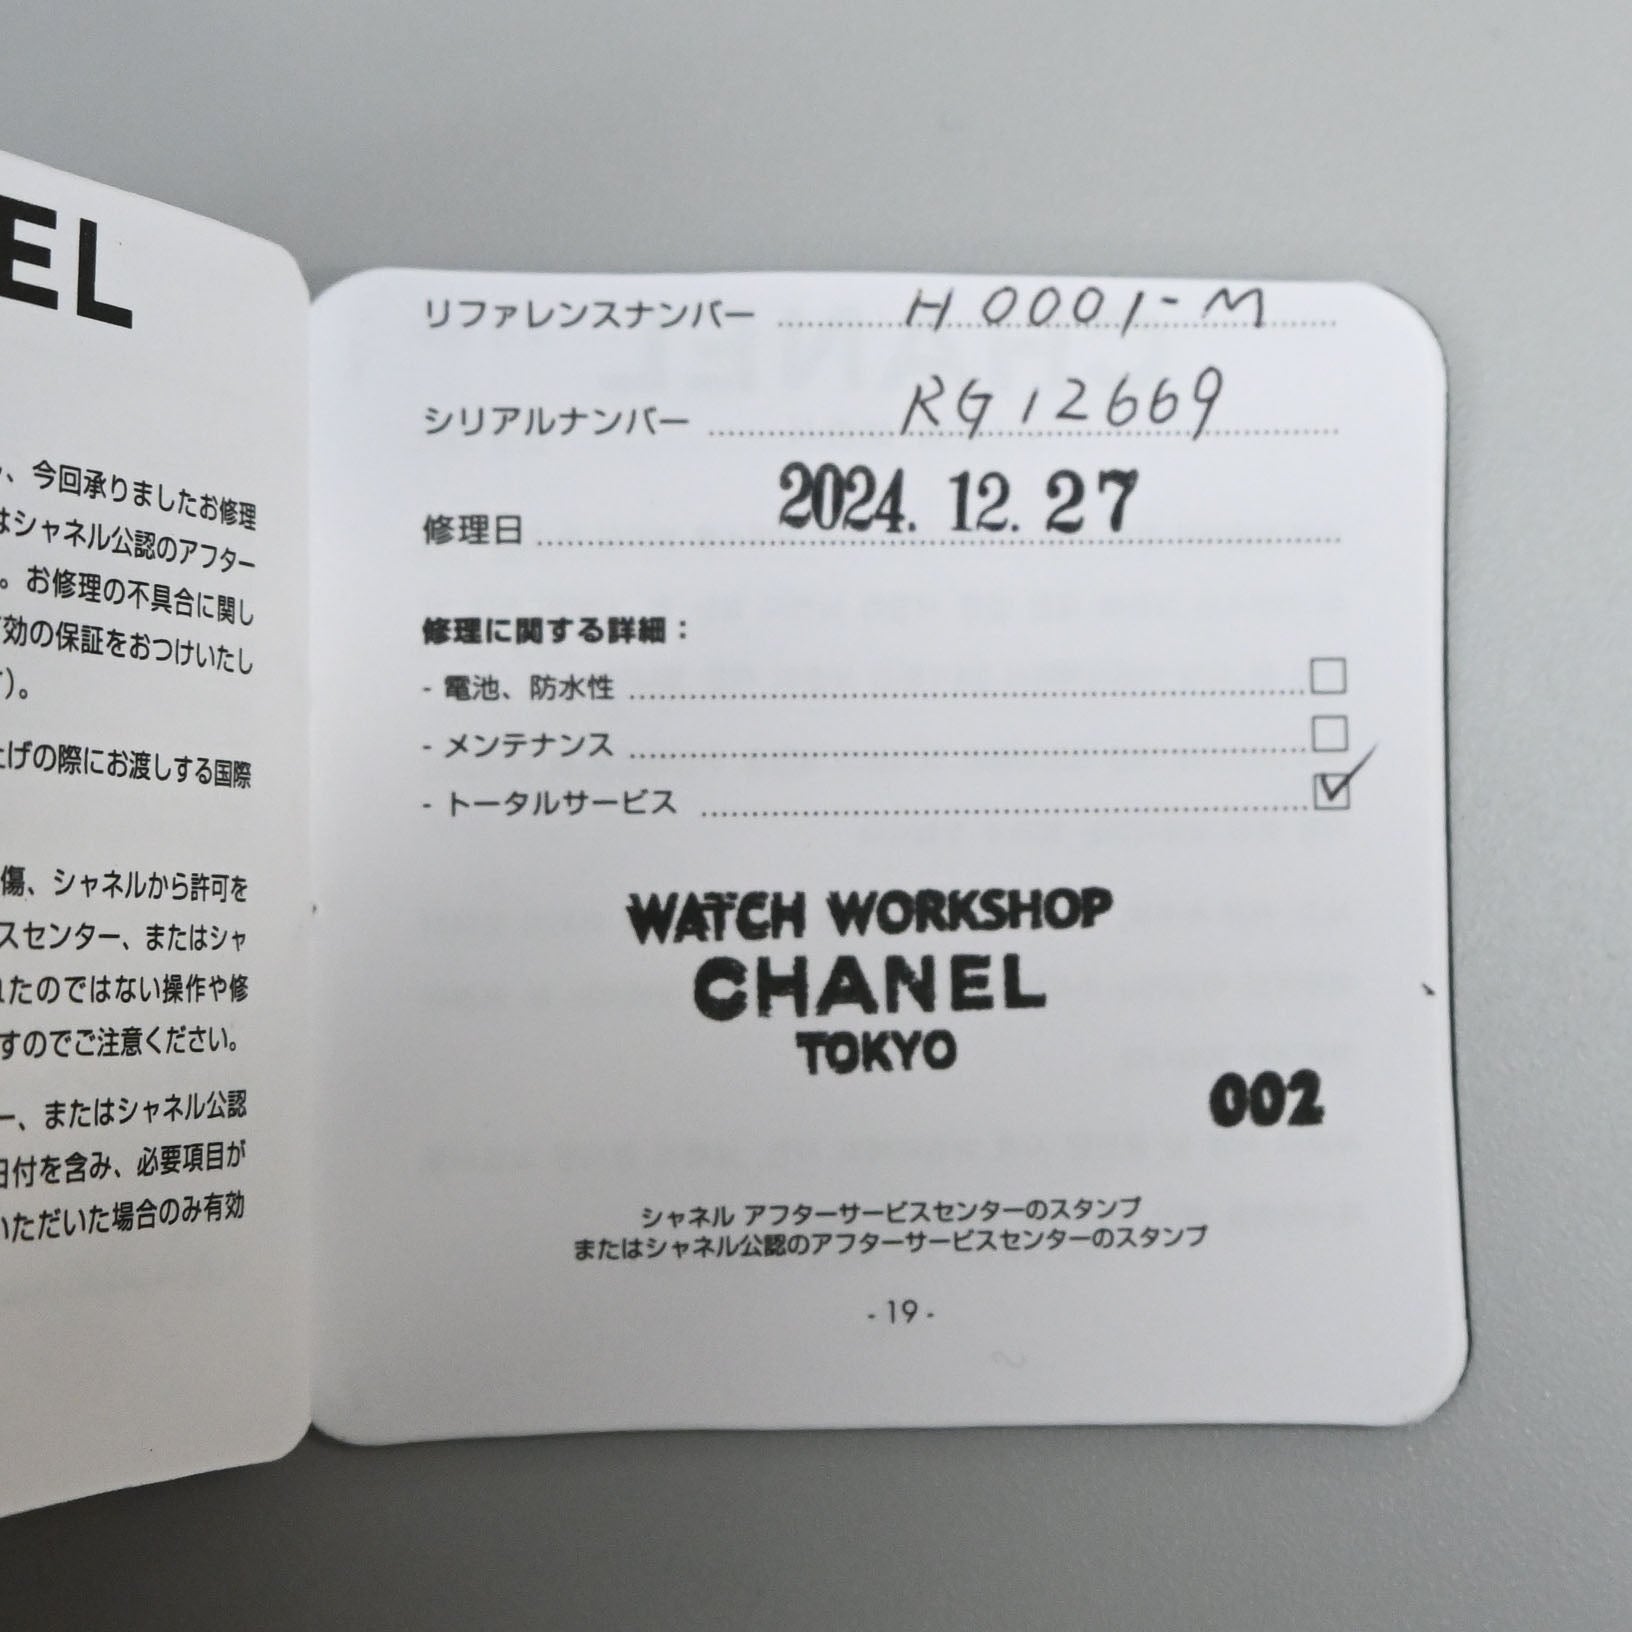 EL
、今回承りましたお修理
はシャネル公認のアフター
。お修理の不具合に関し
効の保証をおつけいたし
)。
上げの際にお渡しする国際
傷、シャネルから許可を
スセンター、またはシャ
れたのではない操作や修
すのでご注意ください。
ー、またはシャネル公認
日付を含み、必要項目が
いただいた場合のみ有効
リファレンスナンバー H0001-M
シリアルナンバー RG12669
修理日 2024.12.27
修理に関する詳細：
- 電池、防水性
- メンテナンス
- トータルサービス
WATCH WORKSHOP
CHANEL
TOKYO
002
シャネル アフターサービスセンターのスタンプ
またはシャネル公認のアフターサービスセンターのスタンプ
- 19 -